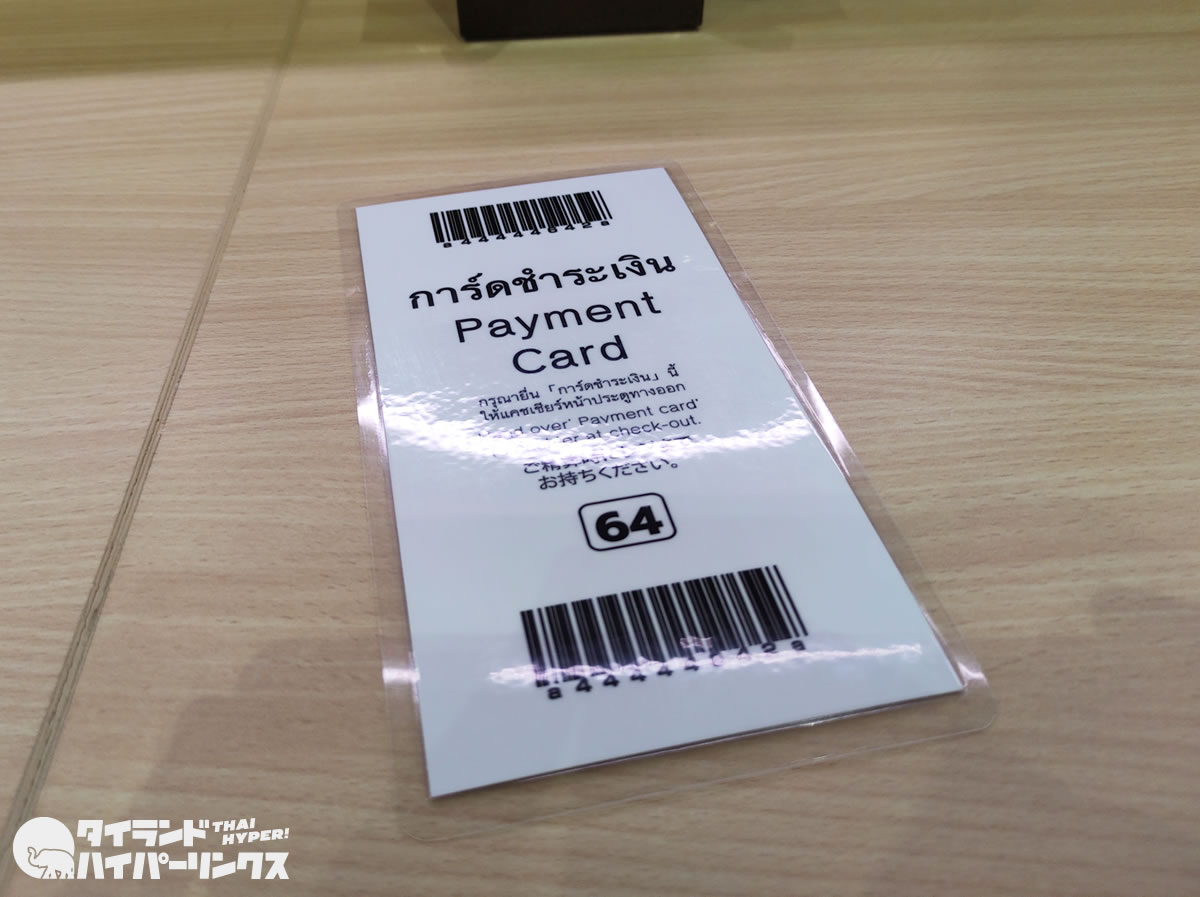 การ์ดชำระเงิน
Payment
Card
กรุณายื่น「การ์ดชำระเงิน」นี้
ให้แคชเชียร์หน้าประตูทางออก
over' Payment card'
at check-out.
お持ちください。
64
タイランド THAI HYPER!
ハイパーリンクス